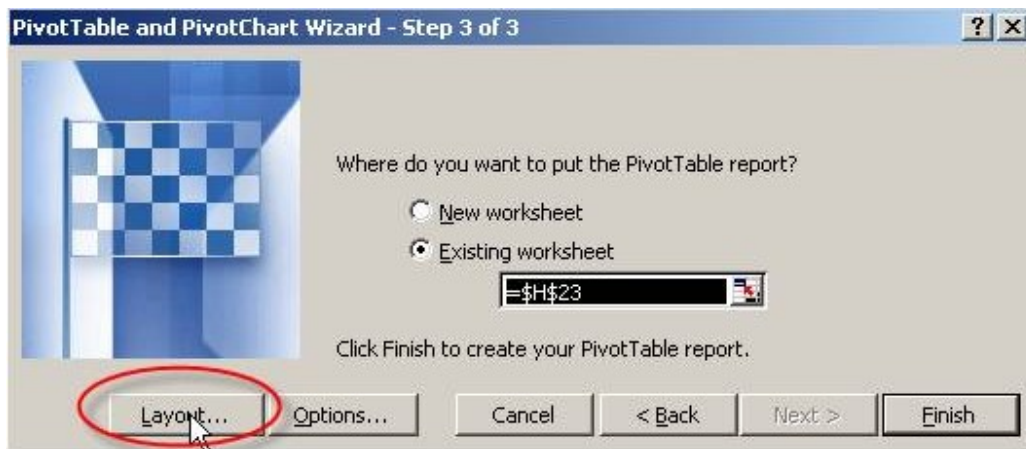 PivotTable and PivotChart Wizard - Step 3 of 3
Where do you want to put the PivotTable report?
New worksheet
Existing worksheet
=$H$23
Click Finish to create your PivotTable report.
Layout... Options... Cancel < Back Next > Finish